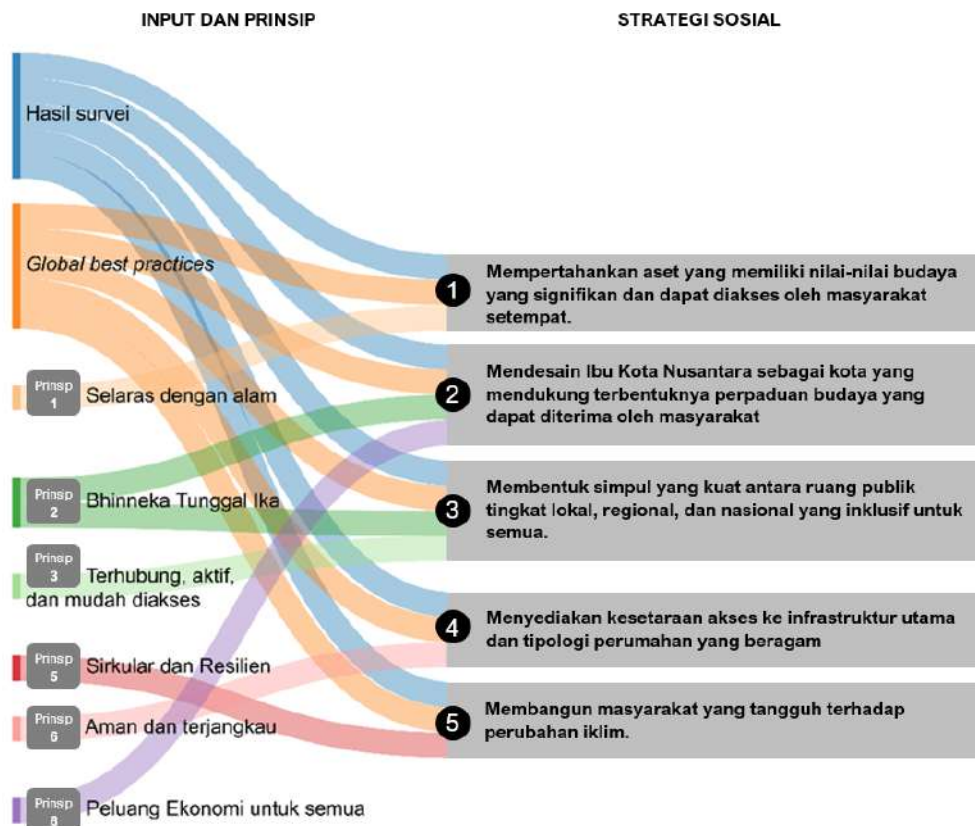 INPUT DAN PRINSIP
STRATEGI SOSIAL
Hasil survei
Global best practices
Prinsp
1
Selaras dengan alam
Prinsp
2
Bhinneka Tunggal Ika
Prinsp
3
Terhubung, aktif,
dan mudah diakses
Prinsp
5
Sirkular dan Resilien
Prinsp
6
Aman dan terjangkau
Prinsp
8
Peluang Ekonomi untuk semua
1
Mempertahankan aset yang memiliki nilai-nilai budaya
yang signifikan dan dapat diakses oleh masyarakat
setempat.
2
Mendesain Ibu Kota Nusantara sebagai kota yang
mendukung terbentuknya perpaduan budaya yang
dapat diterima oleh masyarakat
3
Membentuk simpul yang kuat antara ruang publik
tingkat lokal, regional, dan nasional yang inklusif untuk
semua.
4
Menyediakan kesetaraan akses ke infrastruktur utama
dan tipologi perumahan yang beragam
5
Membangun masyarakat yang tangguh terhadap
perubahan iklim.